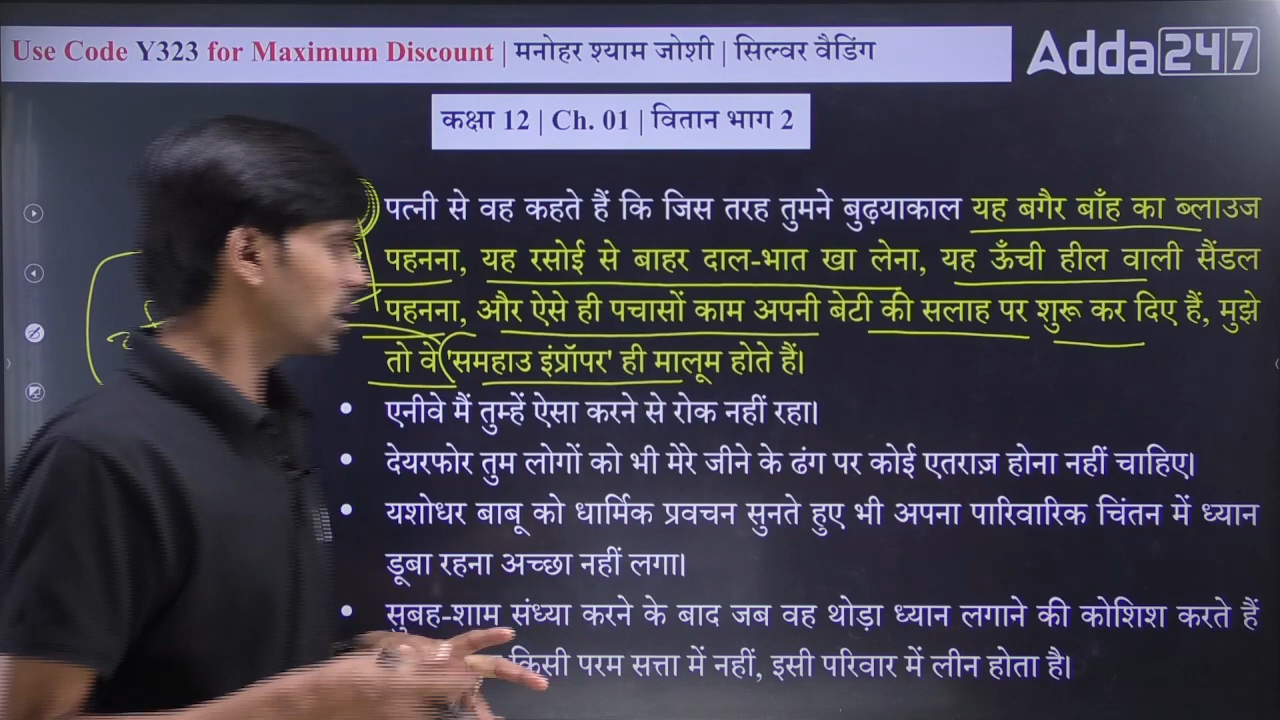 Use Code Y323 for Maximum Discount | मनोहर श्याम जोशी | सिल्वर वैडिंग
Adda247
कक्षा 12 | Ch. 01 | वितान भाग 2
पत्नी से वह कहते हैं कि जिस तरह तुमने बुढ़याकाल यह बगैर बाँह का ब्लाउज
पहनना, यह रसोई से बाहर दाल-भात खा लेना, यह ऊँची हील वाली सैंडल
पहनना, और ऐसे ही पचासों काम अपनी बेटी की सलाह पर शुरू कर दिए हैं, मुझे
तो वे 'समहाउ इंप्रॉपर' ही मालूम होते हैं।
• एनीवे मैं तुम्हें ऐसा करने से रोक नहीं रहा।
• देयरफोर तुम लोगों को भी मेरे जीने के ढंग पर कोई एतराज़ होना नहीं चाहिए।
• यशोधर बाबू को धार्मिक प्रवचन सुनते हुए भी अपना पारिवारिक चिंतन में ध्यान
डूबा रहना अच्छा नहीं लगा।
• सुबह-शाम संध्या करने के बाद जब वह थोड़ा ध्यान लगाने की कोशिश करते हैं
किसी परम सत्ता में नहीं, इसी परिवार में लीन होता है।